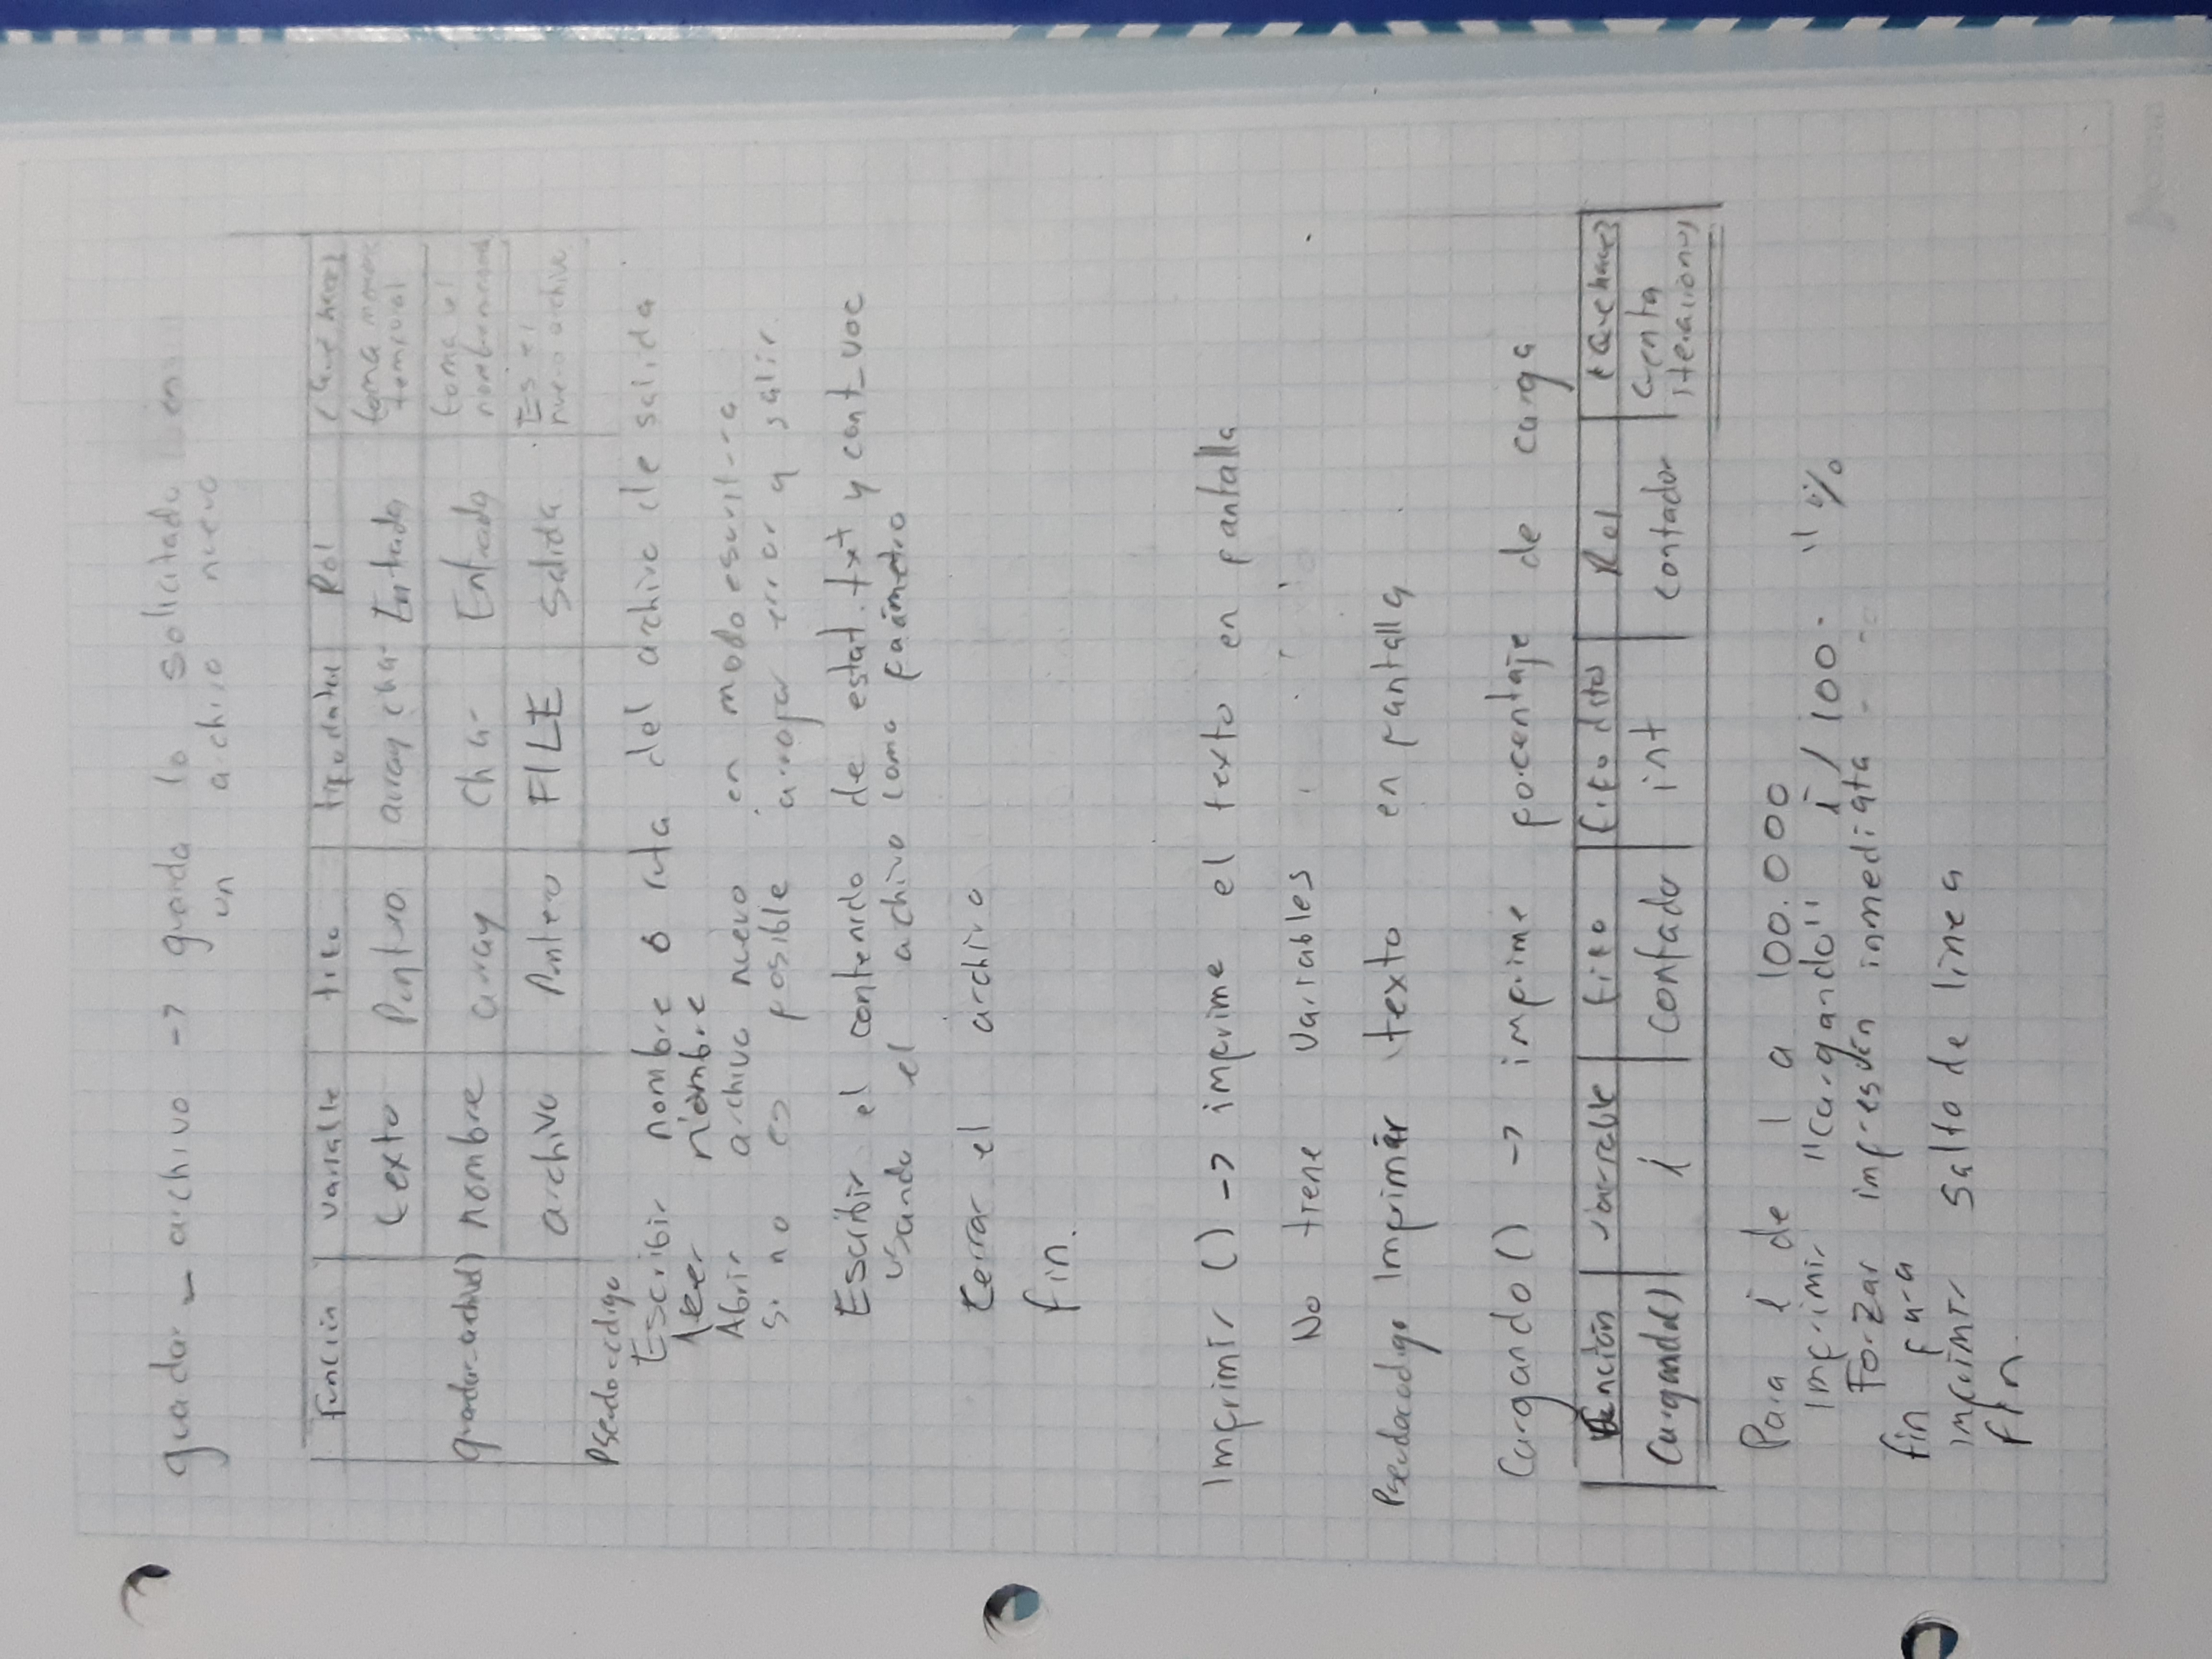 guadar_archivo -> guarda lo solicitado en
un archivo nuevo
Función variable tipo tipo datos Rol ¿Qué hace?
texto Puntero array char Entrada toma memoria temporal
guardar_archivo() nombre array char Entrada toma el nombre
archivo Puntero FILE Salida Es el nuevo archivo
Pseudocódigo
Escribir nombre o ruta del archivo de salida
leer nombre
Abrir archivo nuevo en modo escritura
Si no es posible arrojar error y salir
Escribir el contenido de estat.txt y cont_voc
usando el archivo como parámetro
Cerrar el archivo
fin.
Imprimir () -> imprime el texto en pantalla
No tiene variables
Pseudocodigo Imprimir texto en pantalla
Cargando () -> imprime porcentaje de carga
Función variable tipo tipo datos Rol ¿Qué hace?
Cargando() i contador int contador Cuenta iteraciones
Para i de 1 a 100.000
Imprimir "Cargando" i/100 "%
Forzar impresión inmediata
fin para
imprimir salto de linea
fin.